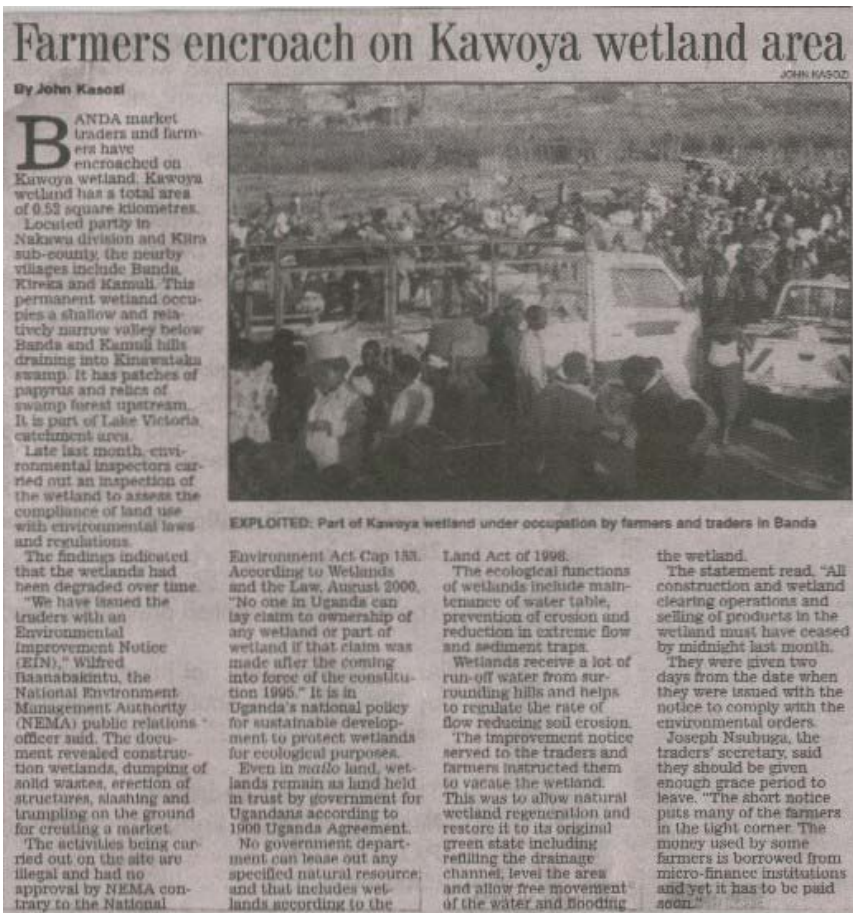 Farmers encroach on Kawoya wetland area
JOHN KASOZI
By John Kasozi
BANDA market
traders and farm-
ers have
encroached on
Kawoya wetland. Kawoya
wetland has a total area
of 0.53 square kilometres.
Located partly in
Nakawa division and Kiira
sub-county, the nearby
villages include Banda,
Kireka and Kamuli. This
permanent wetland occu-
pies a shallow and rela-
tively narrow valley below
Banda and Kamuli hills
draining into Kinawataka
swamp. It has patches of
papyrus and relics of
swamp forest upstream.
It is part of Lake Victoria
catchment area.
Late last month, envi-
ronmental inspectors car-
ried out an inspection of
the wetland to assess the
compliance of land use
with environmental laws
and regulations.
The findings indicated
that the wetlands had
been degraded over time.
"We have issued the
traders with an
Environmental
Improvement Notice
(EIN)," Wilfred
Baanabakintu, the
National Environment
Management Authority
(NEMA) public relations
officer said. The docu-
ment revealed construc-
tion wetlands, dumping of
solid wastes, erection of
structures, slashing and
trumpling on the ground
for creating a market.
The activities being car-
ried out on the site are
illegal and had no
approval by NEMA con-
trary to the National
EXPLOITED: Part of Kawoya wetland under occupation by farmers and traders in Banda
Environment Act Cap 153.
According to Wetlands
and the Law, August 2000,
"No one in Uganda can
lay claim to ownership of
any wetland or part of
wetland if that claim was
made after the coming
into force of the constitu-
tion 1995." It is in
Uganda's national policy
for sustainable develop-
ment to protect wetlands
for ecological purposes.
Even in mailo land, wet-
lands remain as land held
in trust by government for
Ugandans according to
1900 Uganda Agreement.
No government depart-
ment can lease out any
specified natural resource;
and that includes wet-
lands according to the
Land Act of 1998.
The ecological functions
of wetlands include main-
tenance of water table,
prevention of erosion and
reduction in extreme flow
and sediment traps.
Wetlands receive a lot of
run-off water from sur-
rounding hills and helps
to regulate the rate of
flow reducing soil erosion.
The improvement notice
served to the traders and
farmers instructed them
to vacate the wetland.
This was to allow natural
wetland regeneration and
restore it to its original
green state including
refilling the drainage
channel, level the area
and allow free movement
of the water and flooding
the wetland.
The statement read, "All
construction and wetland
clearing operations and
selling of products in the
wetland must have ceased
by midnight last month.
They were given two
days from the date when
they were issued with the
notice to comply with the
environmental orders.
Joseph Nsubuga, the
traders' secretary, said
they should be given
enough grace period to
leave. "The short notice
puts many of the farmers
in the tight corner. The
money used by some
farmers is borrowed from
micro-finance institutions
and yet it has to be paid
soon."